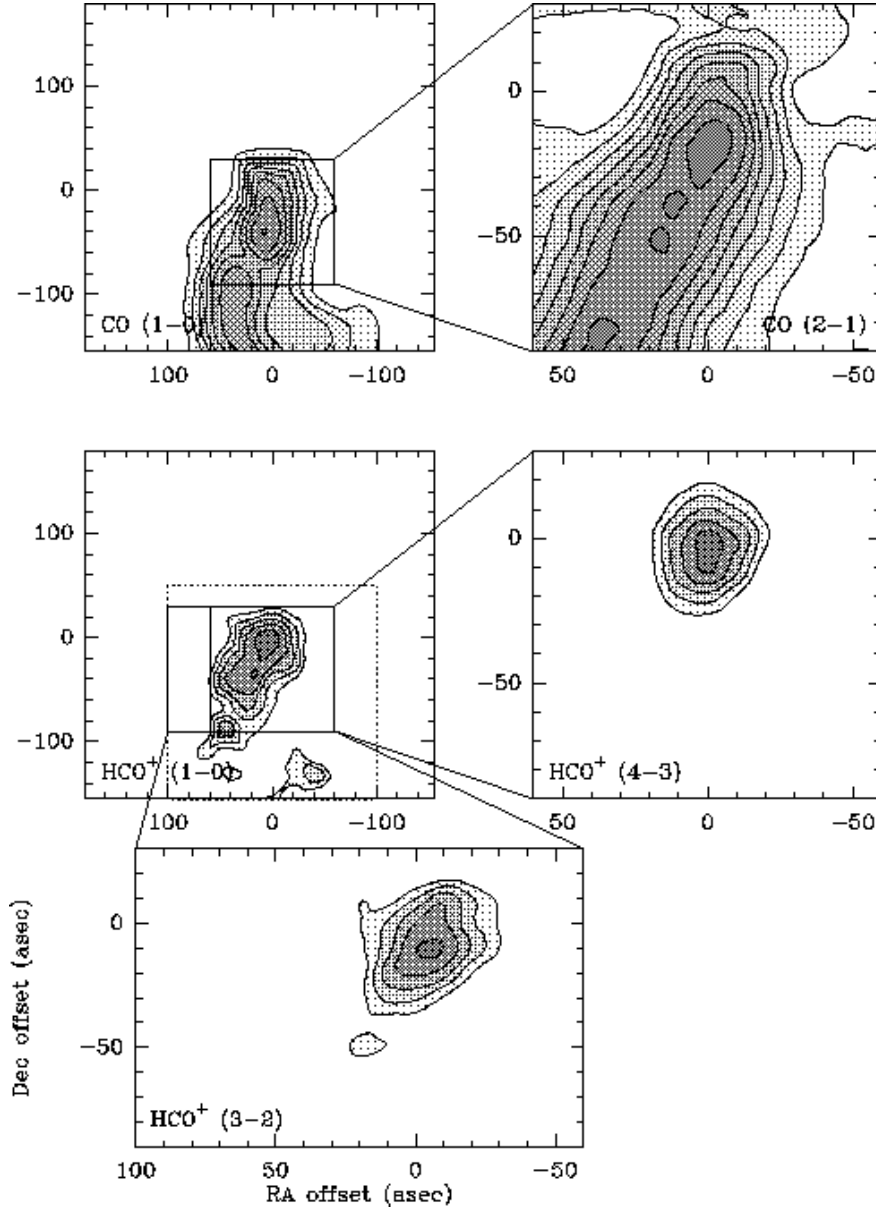 100
0
−100
CO (1−0)
100 0 −100
0
−50
CO (2−1)
50 0 −50
100
0
−100
HCO⁺ (1−0)
100 0 −100
0
−50
HCO⁺ (4−3)
50 0 −50
Dec offset (asec)
0
−50
HCO⁺ (3−2)
100 50 0 −50
RA offset (asec)